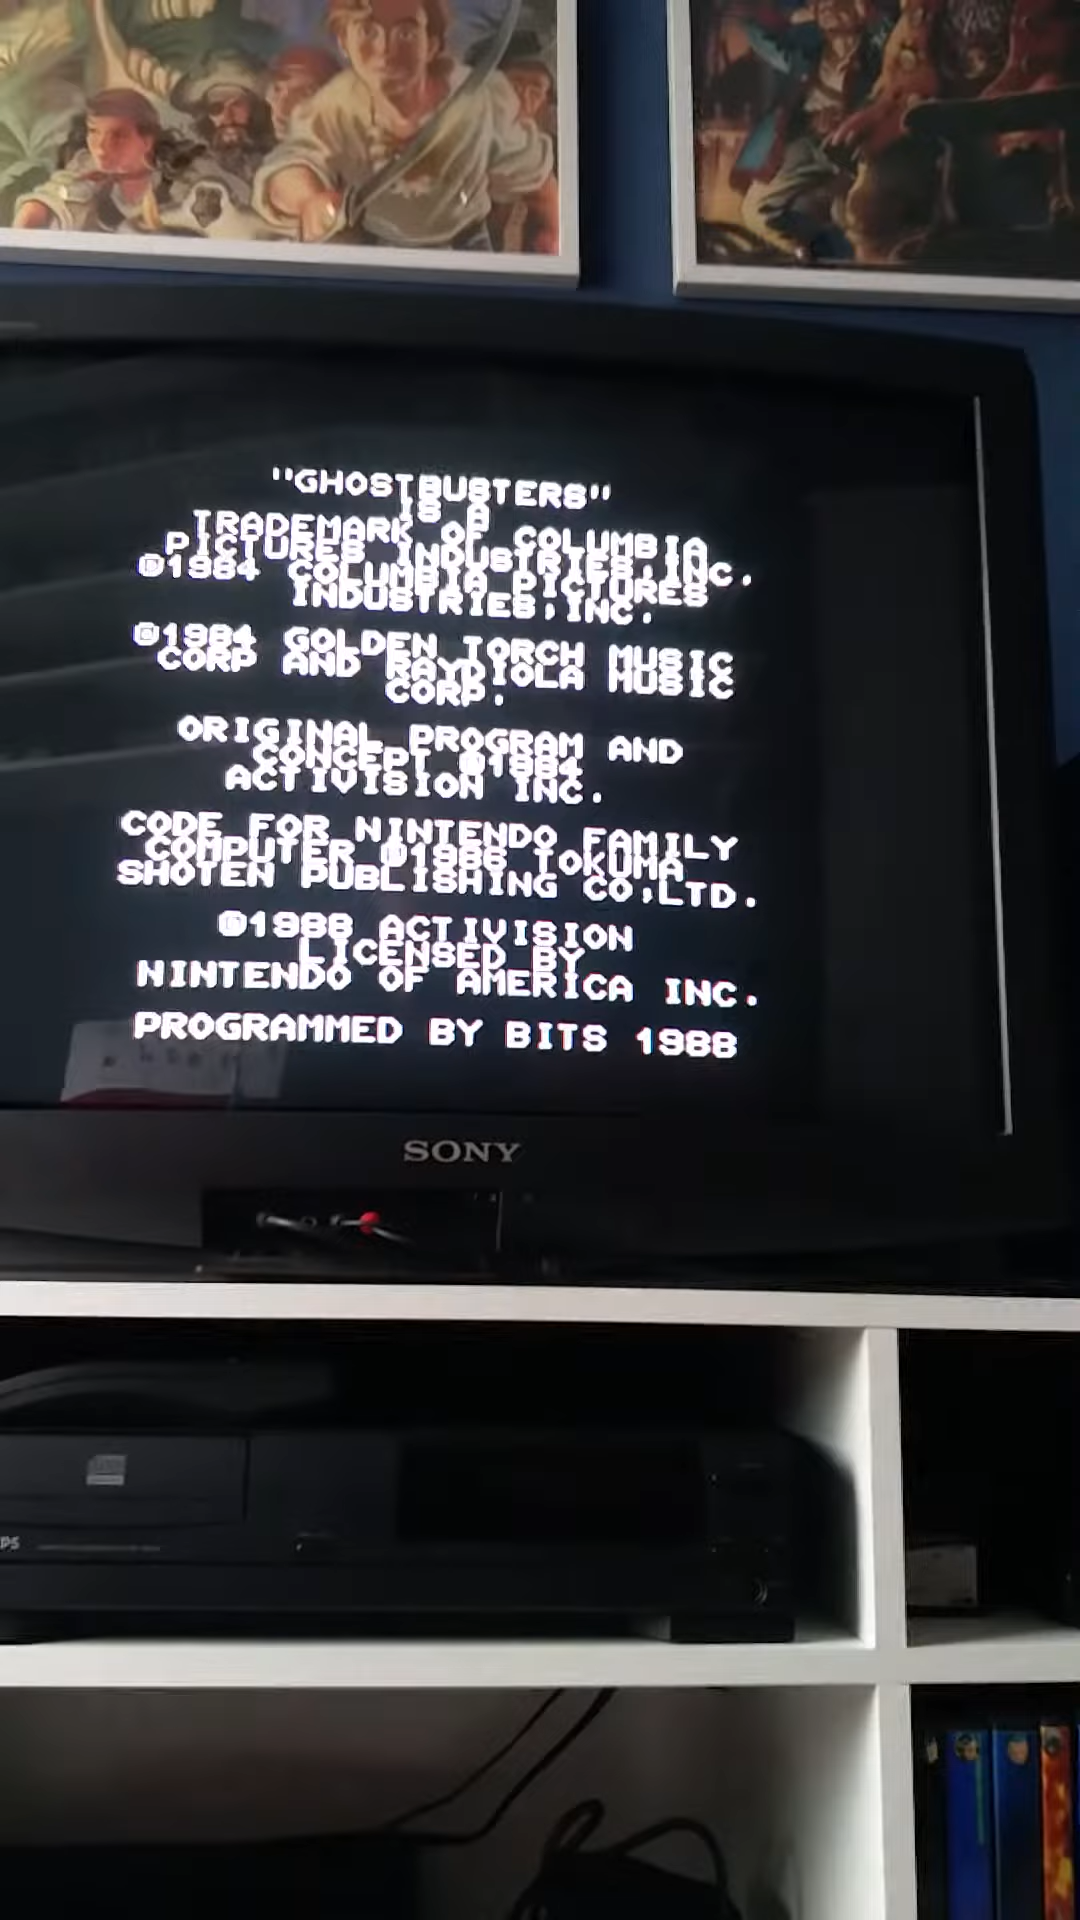 "GHOSTBUSTERS"
IS A
TRADEMARK OF COLUMBIA
PICTURES INDUSTRIES,INC.
©1984 COLUMBIA PICTURES
INDUSTRIES,INC.
©1984 GOLDEN TORCH MUSIC
CORP AND RAYDIOLA MUSIC
CORP.
ORIGINAL PROGRAM AND
CONCEPT ©1984
ACTIVISION INC.
CODE FOR NINTENDO FAMILY
COMPUTER ©1986 TOKUMA
SHOTEN PUBLISHING CO,LTD.
©1988 ACTIVISION
LICENSED BY
NINTENDO OF AMERICA INC.
PROGRAMMED BY BITS 1988
SONY